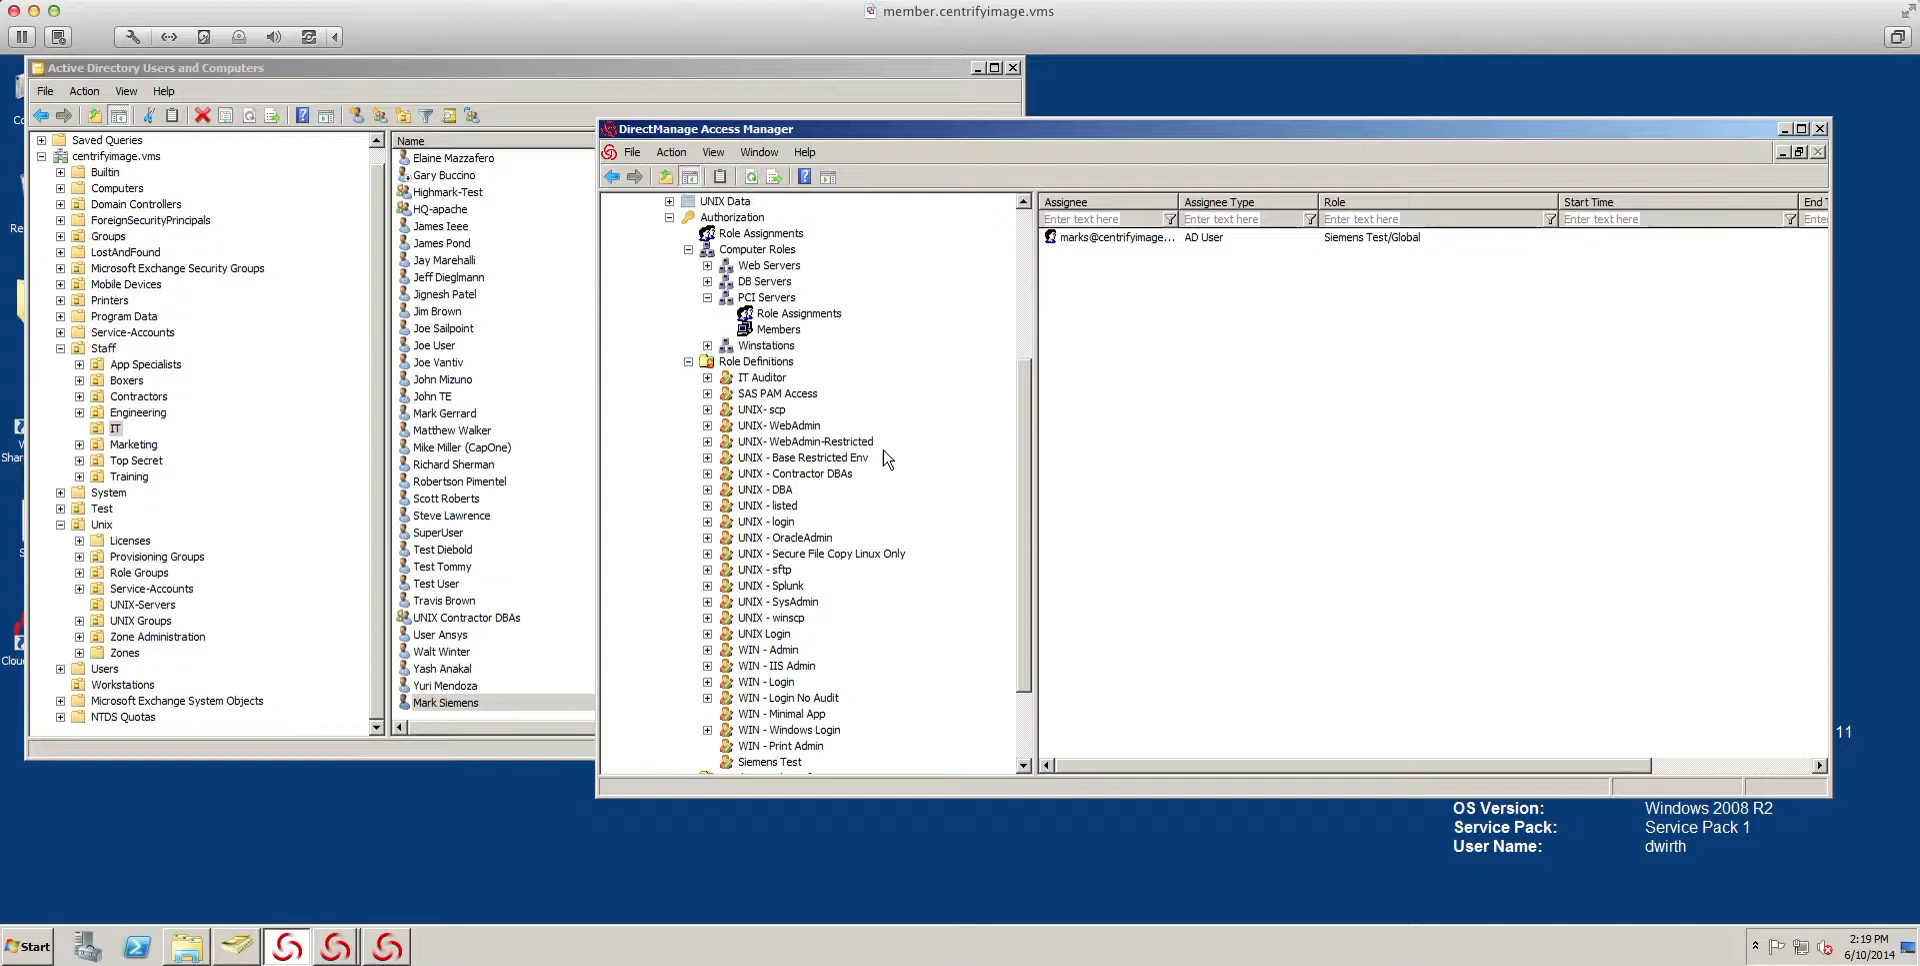 member.centrifyimage.vms
Active Directory Users and Computers
File Action View Help
Saved Queries
centrifyimage.vms
Builtin
Computers
Domain Controllers
ForeignSecurityPrincipals
Groups
LostAndFound
Microsoft Exchange Security Groups
Mobile Devices
Printers
Program Data
Service-Accounts
Staff
App Specialists
Boxers
Contractors
Engineering
IT
Marketing
Top Secret
Training
System
Test
Unix
Licenses
Provisioning Groups
Role Groups
Service-Accounts
UNIX-Servers
UNIX Groups
Zone Administration
Zones
Users
Workstations
Microsoft Exchange System Objects
NTDS Quotas
Name
Elaine Mazzafero
Gary Buccino
Highmark-Test
HQ-apache
James Ieee
James Pond
Jay Marehalli
Jeff Dieglmann
Jignesh Patel
Jim Brown
Joe Sailpoint
Joe User
Joe Vantiv
John Mizuno
John TE
Mark Gerrard
Matthew Walker
Mike Miller (CapOne)
Richard Sherman
Robertson Pimentel
Scott Roberts
Steve Lawrence
SuperUser
Test Diebold
Test Tommy
Test User
Travis Brown
UNIX Contractor DBAs
User Ansys
Walt Winter
Yash Anakal
Yuri Mendoza
Mark Siemens
DirectManage Access Manager
File Action View Window Help
UNIX Data
Authorization
Role Assignments
Computer Roles
Web Servers
DB Servers
PCI Servers
Role Assignments
Members
Winstations
Role Definitions
IT Auditor
SAS PAM Access
UNIX- scp
UNIX- WebAdmin
UNIX- WebAdmin-Restricted
UNIX - Base Restricted Env
UNIX - Contractor DBAs
UNIX - DBA
UNIX - listed
UNIX - login
UNIX - OracleAdmin
UNIX - Secure File Copy Linux Only
UNIX - sftp
UNIX - Splunk
UNIX - SysAdmin
UNIX - winscp
UNIX Login
WIN - Admin
WIN - IIS Admin
WIN - Login
WIN - Login No Audit
WIN - Minimal App
WIN - Windows Login
WIN - Print Admin
Siemens Test
Assignee Assignee Type Role Start Time End T
Enter text here Enter text here Enter text here Enter text here Enter
marks@centrifyimage... AD User Siemens Test/Global
11
OS Version: Windows 2008 R2
Service Pack: Service Pack 1
User Name: dwirth
Start
2:19 PM
6/10/2014